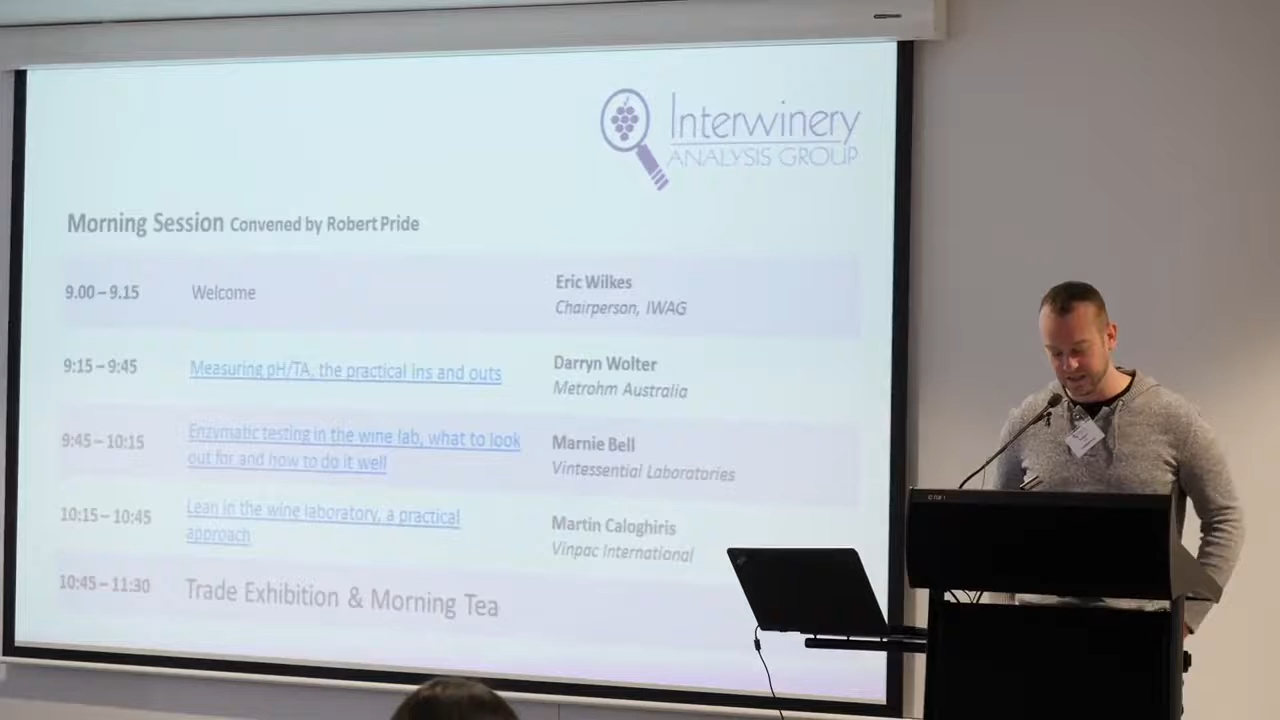 Interwinery
ANALYSIS GROUP
Morning Session Convened by Robert Pride
9.00 – 9.15 Welcome Eric Wilkes
Chairperson, IWAG
9:15 – 9:45 Measuring pH/TA, the practical ins and outs Darryn Wolter
Metrohm Australia
9:45 – 10:15 Enzymatic testing in the wine lab, what to look
out for and how to do it well
Marnie Bell
Vintessential Laboratories
10:15 – 10:45 Lean in the wine laboratory, a practical
approach
Martin Caloghiris
Vinpac International
10:45 – 11:30 Trade Exhibition & Morning Tea